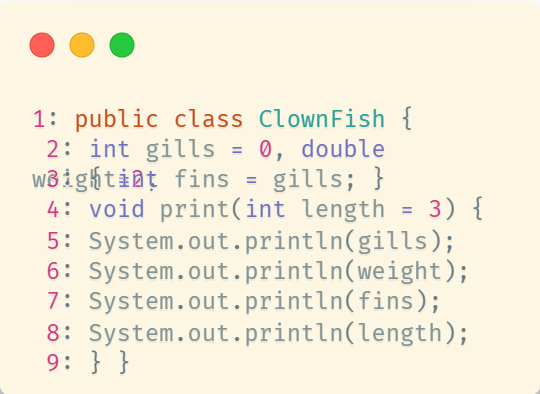 1: public class ClownFish {
2: int gills = 0, double
weight=2;
3: { int fins = gills; }
4: void print(int length = 3) {
5: System.out.println(gills);
6: System.out.println(weight);
7: System.out.println(fins);
8: System.out.println(length);
9: } }